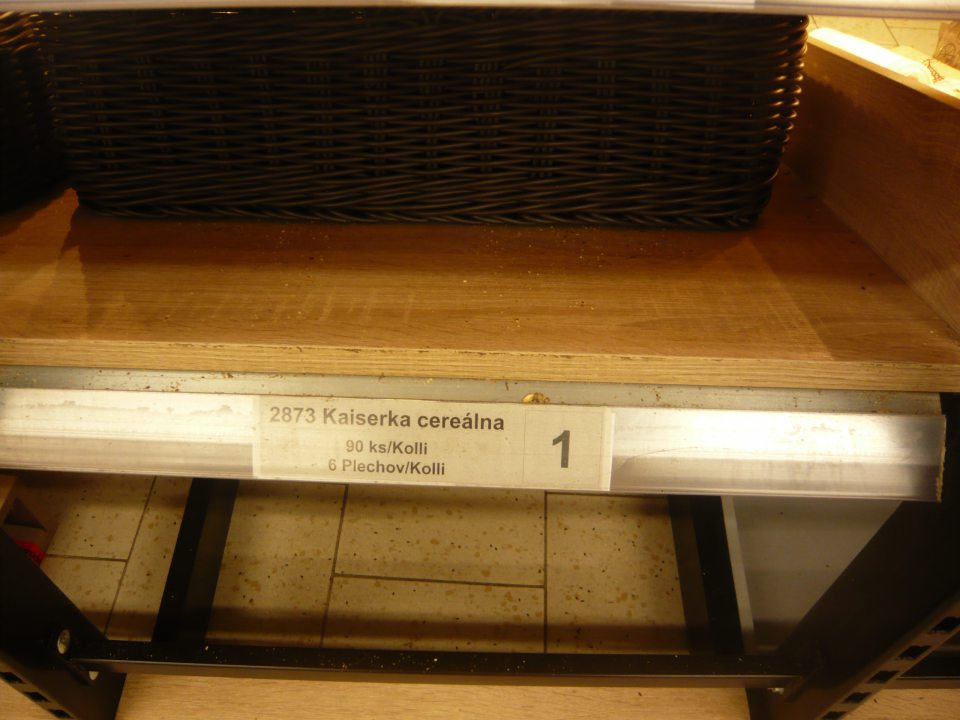 2873 Kaiserka cereálna
90 ks/Kolli
6 Plechov/Kolli
1